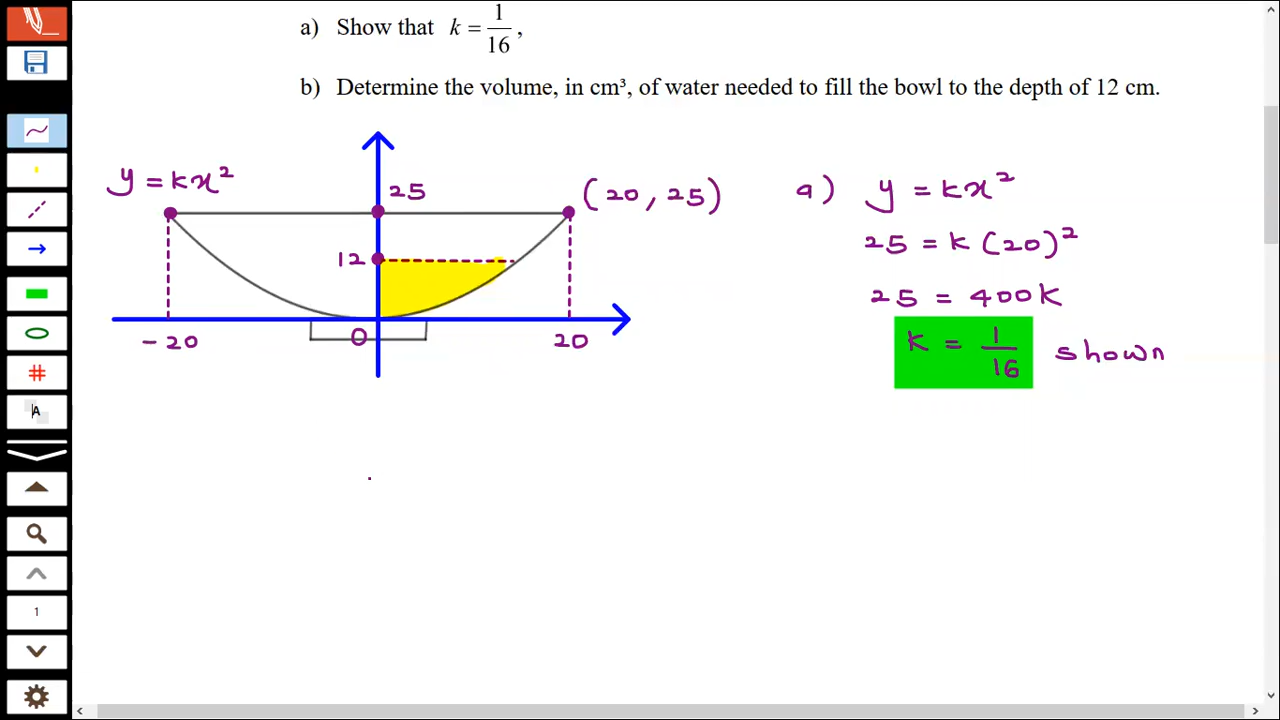 a) Show that k = 1/16 ,
b) Determine the volume, in cm³, of water needed to fill the bowl to the depth of 12 cm.
y = kx²
25
(20, 25)
12
-20
0
20
a) y = kx²
25 = k (20)²
25 = 400k
k = 1/16 shown
A
1